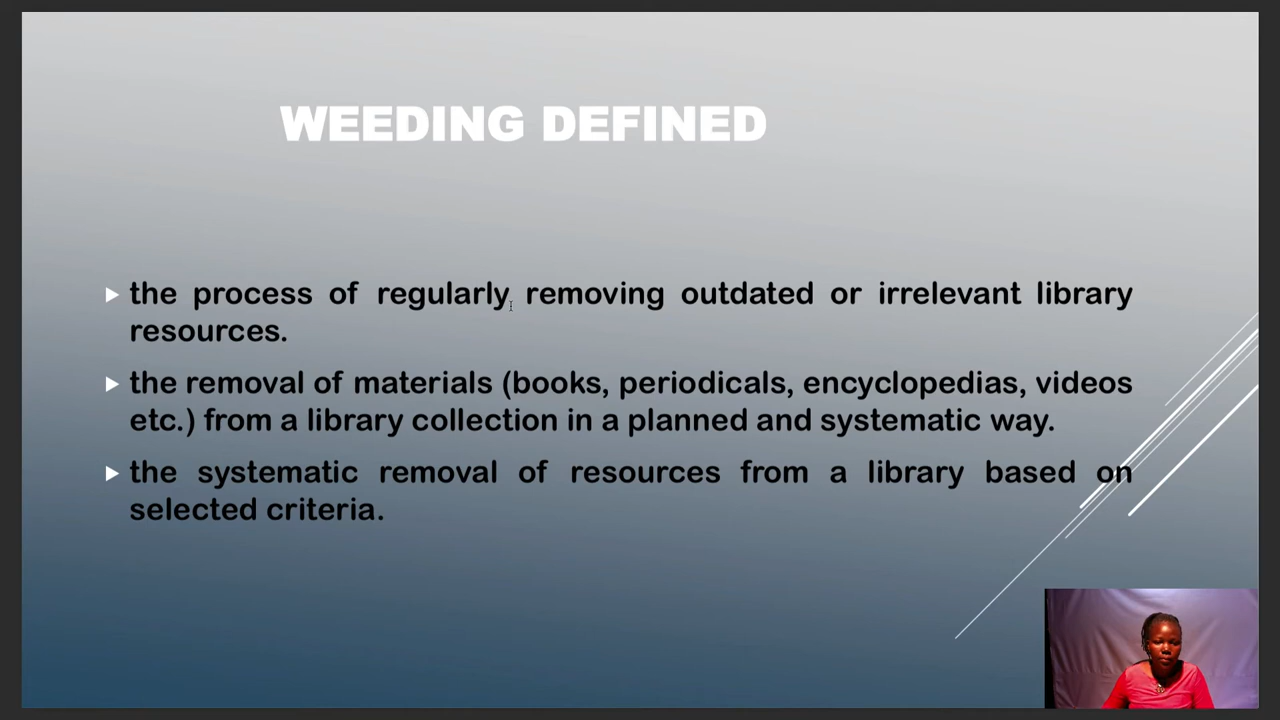 WEEDING DEFINED
the process of regularly removing outdated or irrelevant library
resources.
the removal of materials (books, periodicals, encyclopedias, videos
etc.) from a library collection in a planned and systematic way.
the systematic removal of resources from a library based on
selected criteria.